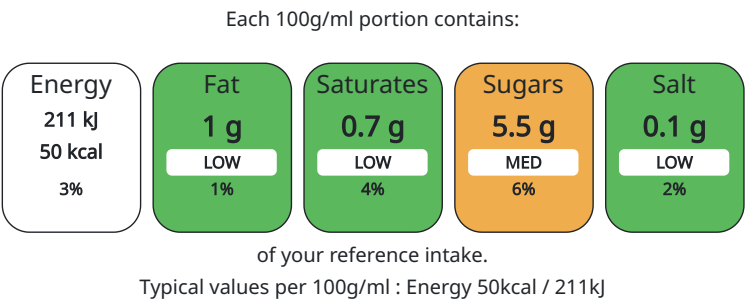 Each 100g/ml portion contains:
Energy
211 kJ
50 kcal
3%
Fat
1 g
LOW
1%
Saturates
0.7 g
LOW
4%
Sugars
5.5 g
MED
6%
Salt
0.1 g
LOW
2%
of your reference intake.
Typical values per 100g/ml : Energy 50kcal / 211kJ